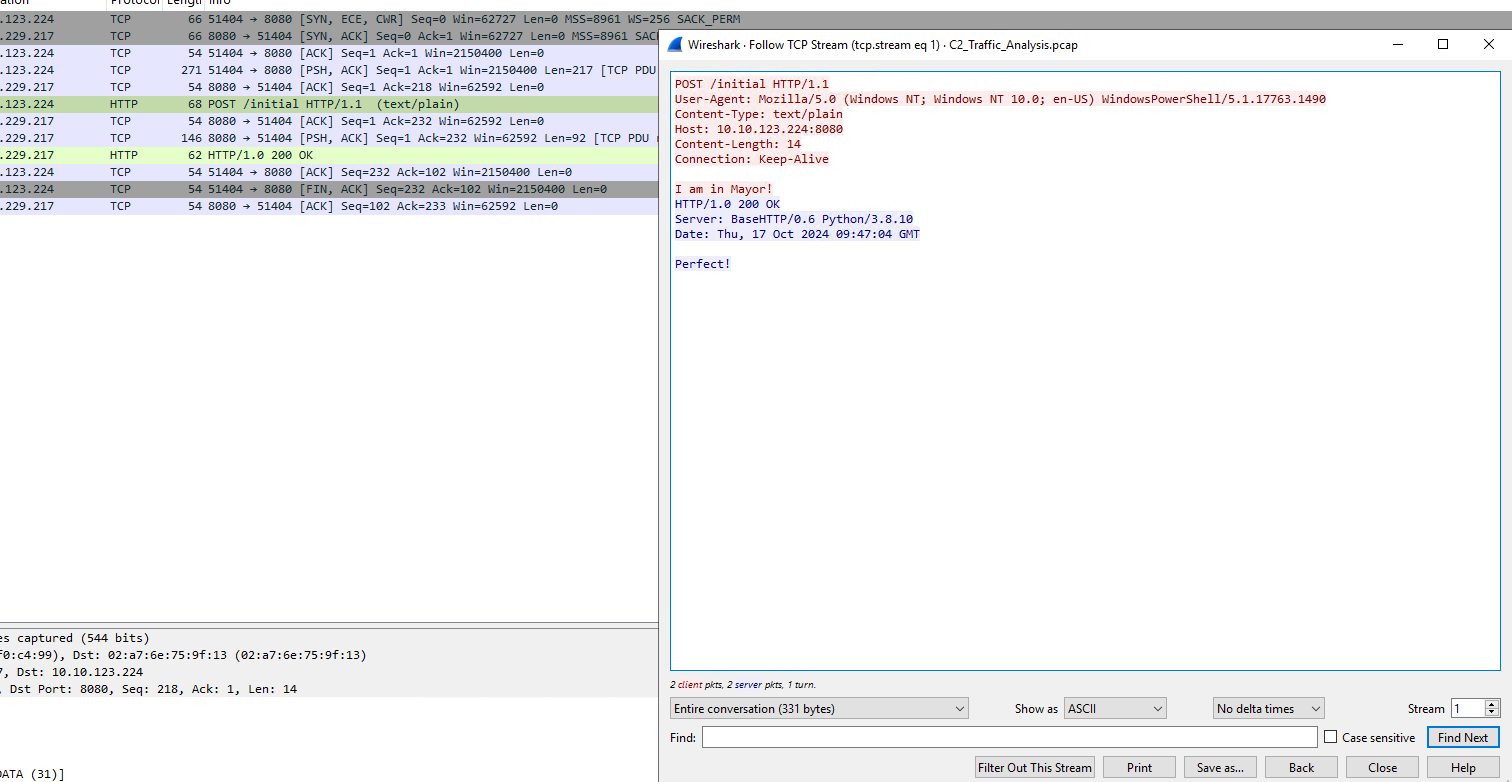 ation Protocol Length Info
.123.224 TCP 66 51404 → 8080 [SYN, ECE, CWR] Seq=0 Win=62727 Len=0 MSS=8961 WS=256 SACK_PERM
.229.217 TCP 66 8080 → 51404 [SYN, ACK] Seq=0 Ack=1 Win=62727 Len=0 MSS=8961 SAC
.123.224 TCP 54 51404 → 8080 [ACK] Seq=1 Ack=1 Win=2150400 Len=0
.123.224 TCP 271 51404 → 8080 [PSH, ACK] Seq=1 Ack=1 Win=2150400 Len=217 [TCP PDU
.229.217 TCP 54 8080 → 51404 [ACK] Seq=1 Ack=218 Win=62592 Len=0
.123.224 HTTP 68 POST /initial HTTP/1.1 (text/plain)
.229.217 TCP 54 8080 → 51404 [ACK] Seq=1 Ack=232 Win=62592 Len=0
.229.217 TCP 146 8080 → 51404 [PSH, ACK] Seq=1 Ack=232 Win=62592 Len=92 [TCP PDU
.229.217 HTTP 62 HTTP/1.0 200 OK
.123.224 TCP 54 51404 → 8080 [ACK] Seq=232 Ack=102 Win=2150400 Len=0
.123.224 TCP 54 51404 → 8080 [FIN, ACK] Seq=232 Ack=102 Win=2150400 Len=0
.229.217 TCP 54 8080 → 51404 [ACK] Seq=102 Ack=233 Win=62592 Len=0
es captured (544 bits)
f0:c4:99), Dst: 02:a7:6e:75:9f:13 (02:a7:6e:75:9f:13)
7, Dst: 10.10.123.224
, Dst Port: 8080, Seq: 218, Ack: 1, Len: 14
DATA (31)]
Wireshark · Follow TCP Stream (tcp.stream eq 1) · C2_Traffic_Analysis.pcap
POST /initial HTTP/1.1
User-Agent: Mozilla/5.0 (Windows NT; Windows NT 10.0; en-US) WindowsPowerShell/5.1.17763.1490
Content-Type: text/plain
Host: 10.10.123.224:8080
Content-Length: 14
Connection: Keep-Alive
I am in Mayor!
HTTP/1.0 200 OK
Server: BaseHTTP/0.6 Python/3.8.10
Date: Thu, 17 Oct 2024 09:47:04 GMT
Perfect!
2 client pkts, 2 server pkts, 1 turn.
Entire conversation (331 bytes) Show as ASCII No delta times Stream 1
Find: Case sensitive Find Next
Filter Out This Stream Print Save as... Back Close Help